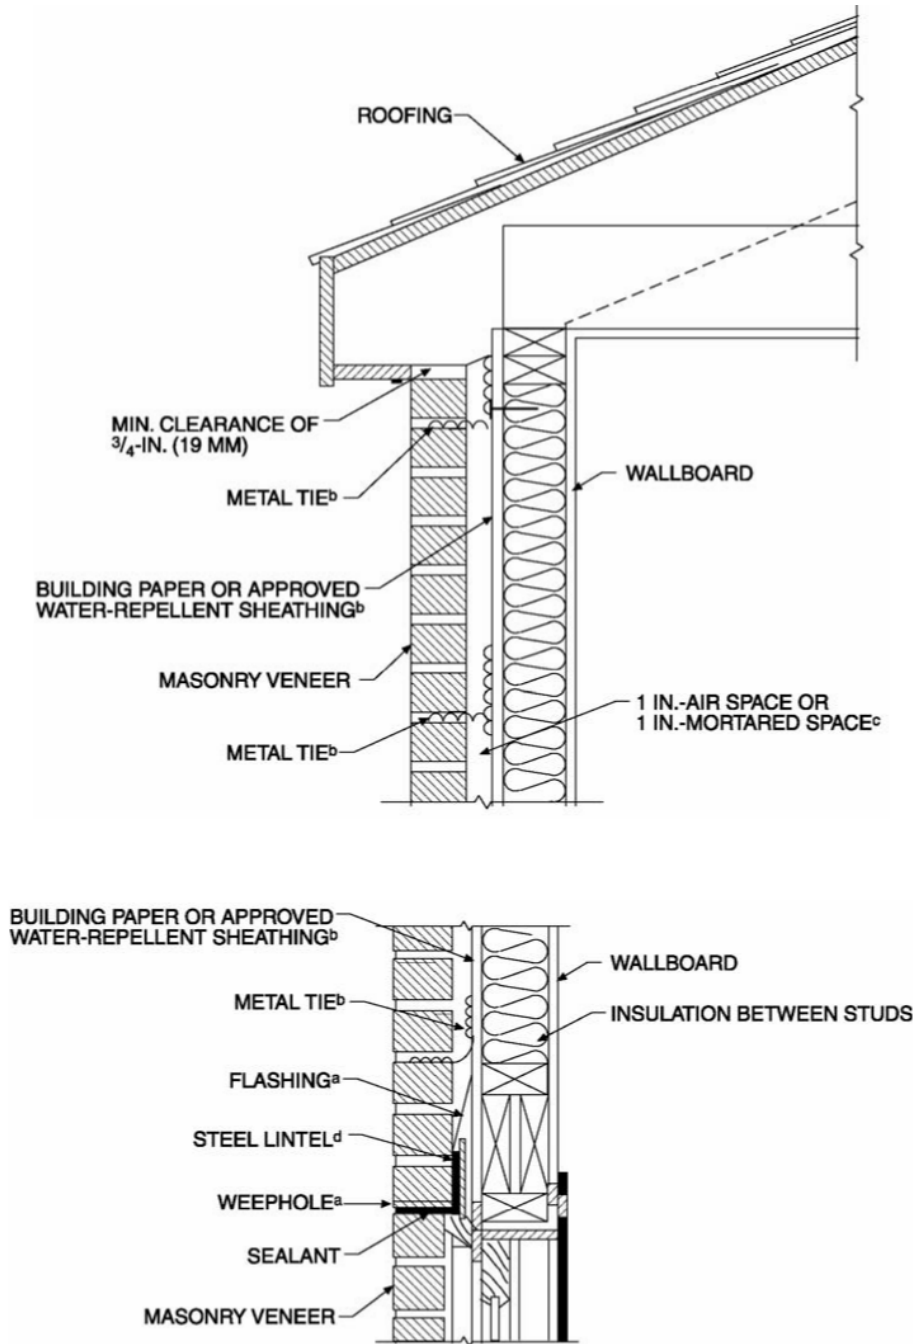 ROOFING
MIN. CLEARANCE OF
3/4-IN. (19 MM)
METAL TIEᵇ
WALLBOARD
BUILDING PAPER OR APPROVED
WATER-REPELLENT SHEATHINGᵇ
MASONRY VENEER
1 IN.-AIR SPACE OR
1 IN.-MORTARED SPACEᶜ
METAL TIEᵇ
BUILDING PAPER OR APPROVED
WATER-REPELLENT SHEATHINGᵇ
WALLBOARD
METAL TIEᵇ
INSULATION BETWEEN STUDS
FLASHINGᵃ
STEEL LINTELᵈ
WEEPHOLEᵃ
SEALANT
MASONRY VENEER